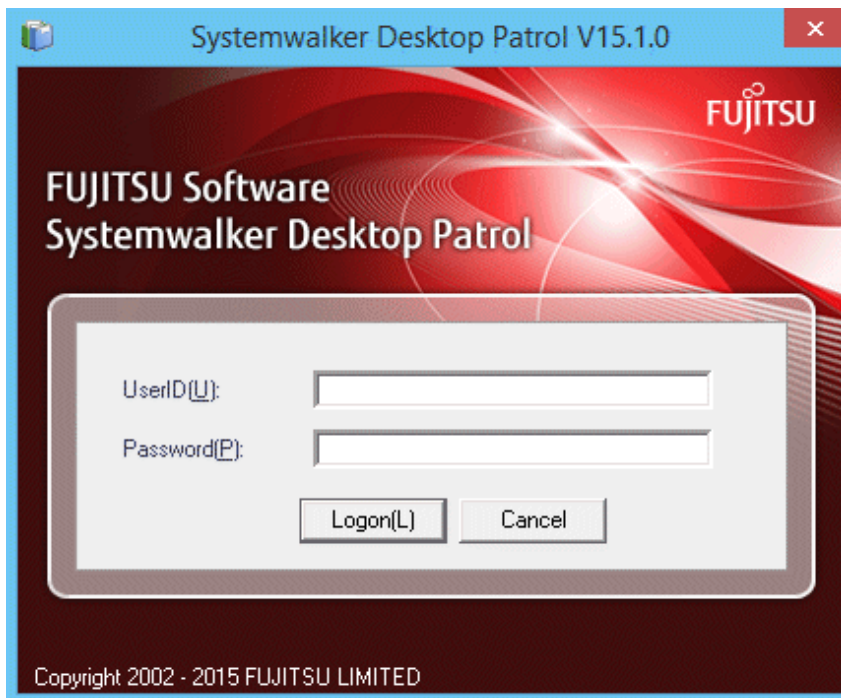 Systemwalker Desktop Patrol V15.1.0
FUJITSU
FUJITSU Software
Systemwalker Desktop Patrol
UserID(U):
Password(P):
Logon(L) Cancel
Copyright 2002 - 2015 FUJITSU LIMITED